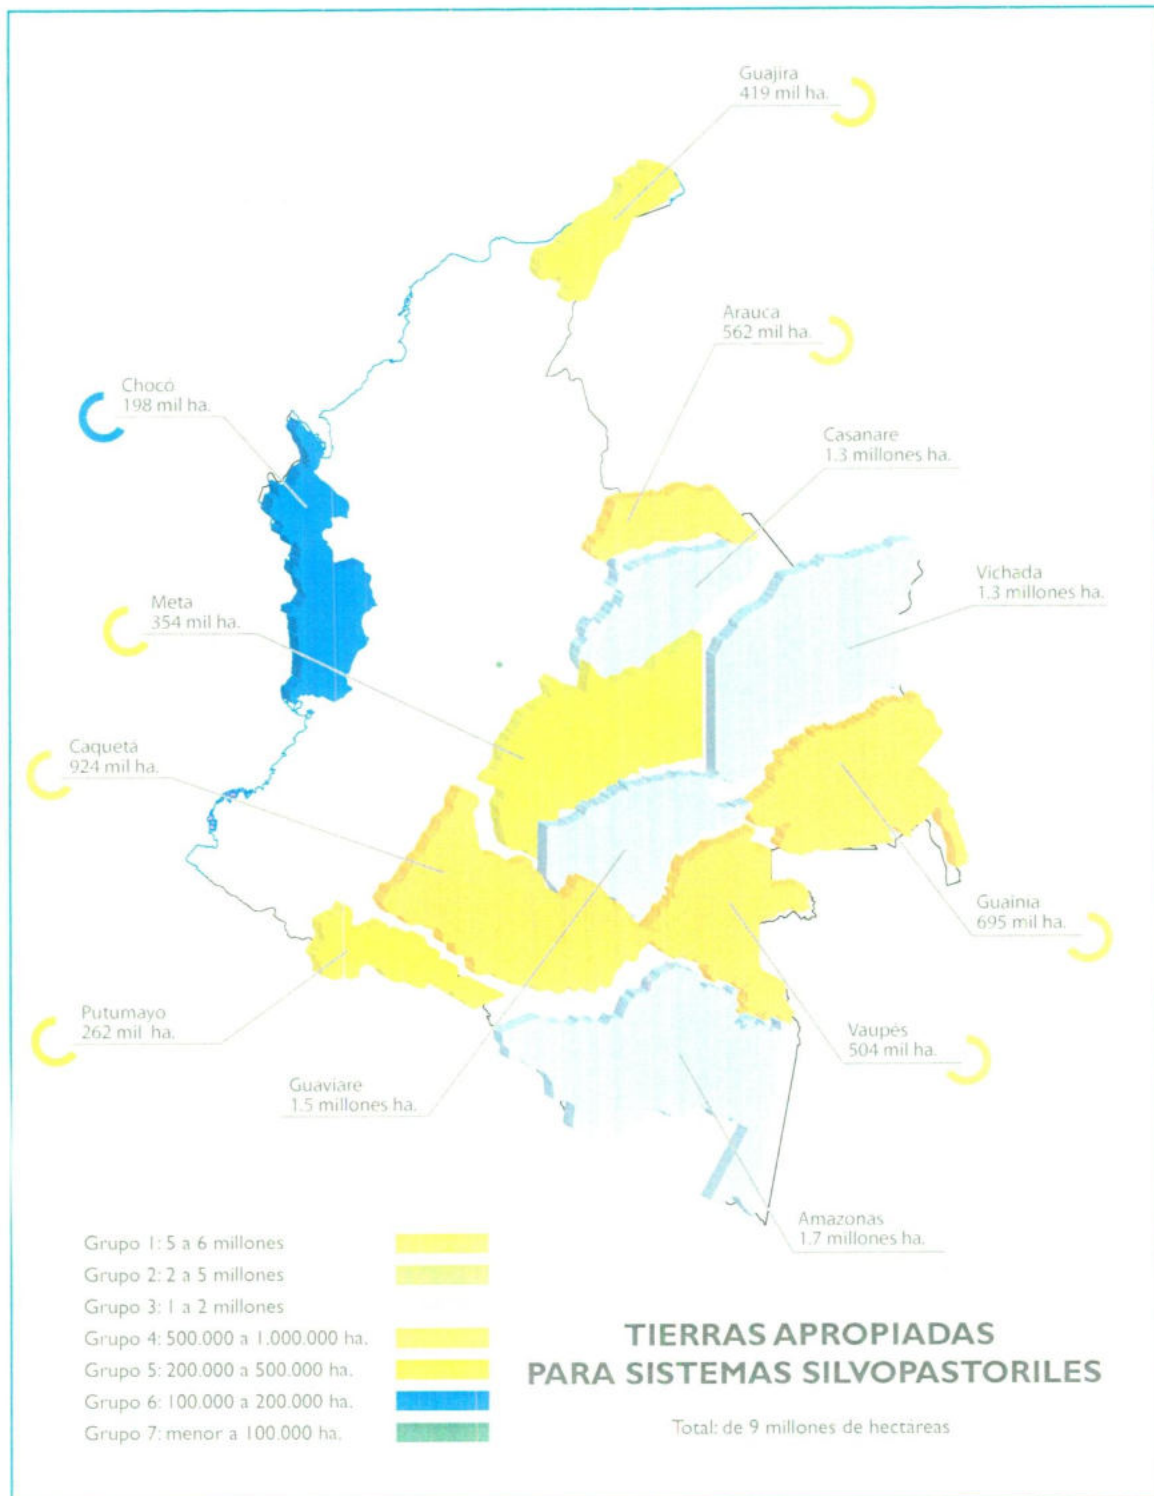 Guajira
419 mil ha.
Arauca
562 mil ha.
Chocó
198 mil ha.
Casanare
1.3 millones ha.
Vichada
1.3 millones ha.
Meta
354 mil ha.
Caquetá
924 mil ha.
Guainia
695 mil ha.
Putumayo
262 mil ha.
Vaupés
504 mil ha.
Guaviare
1.5 millones ha.
Amazonas
1.7 millones ha.
Grupo 1: 5 a 6 millones
Grupo 2: 2 a 5 millones
Grupo 3: 1 a 2 millones
Grupo 4: 500.000 a 1.000.000 ha.
Grupo 5: 200.000 a 500.000 ha.
Grupo 6: 100.000 a 200.000 ha.
Grupo 7: menor a 100.000 ha.
TIERRAS APROPIADAS
PARA SISTEMAS SILVOPASTORILES
Total: de 9 millones de hectáreas